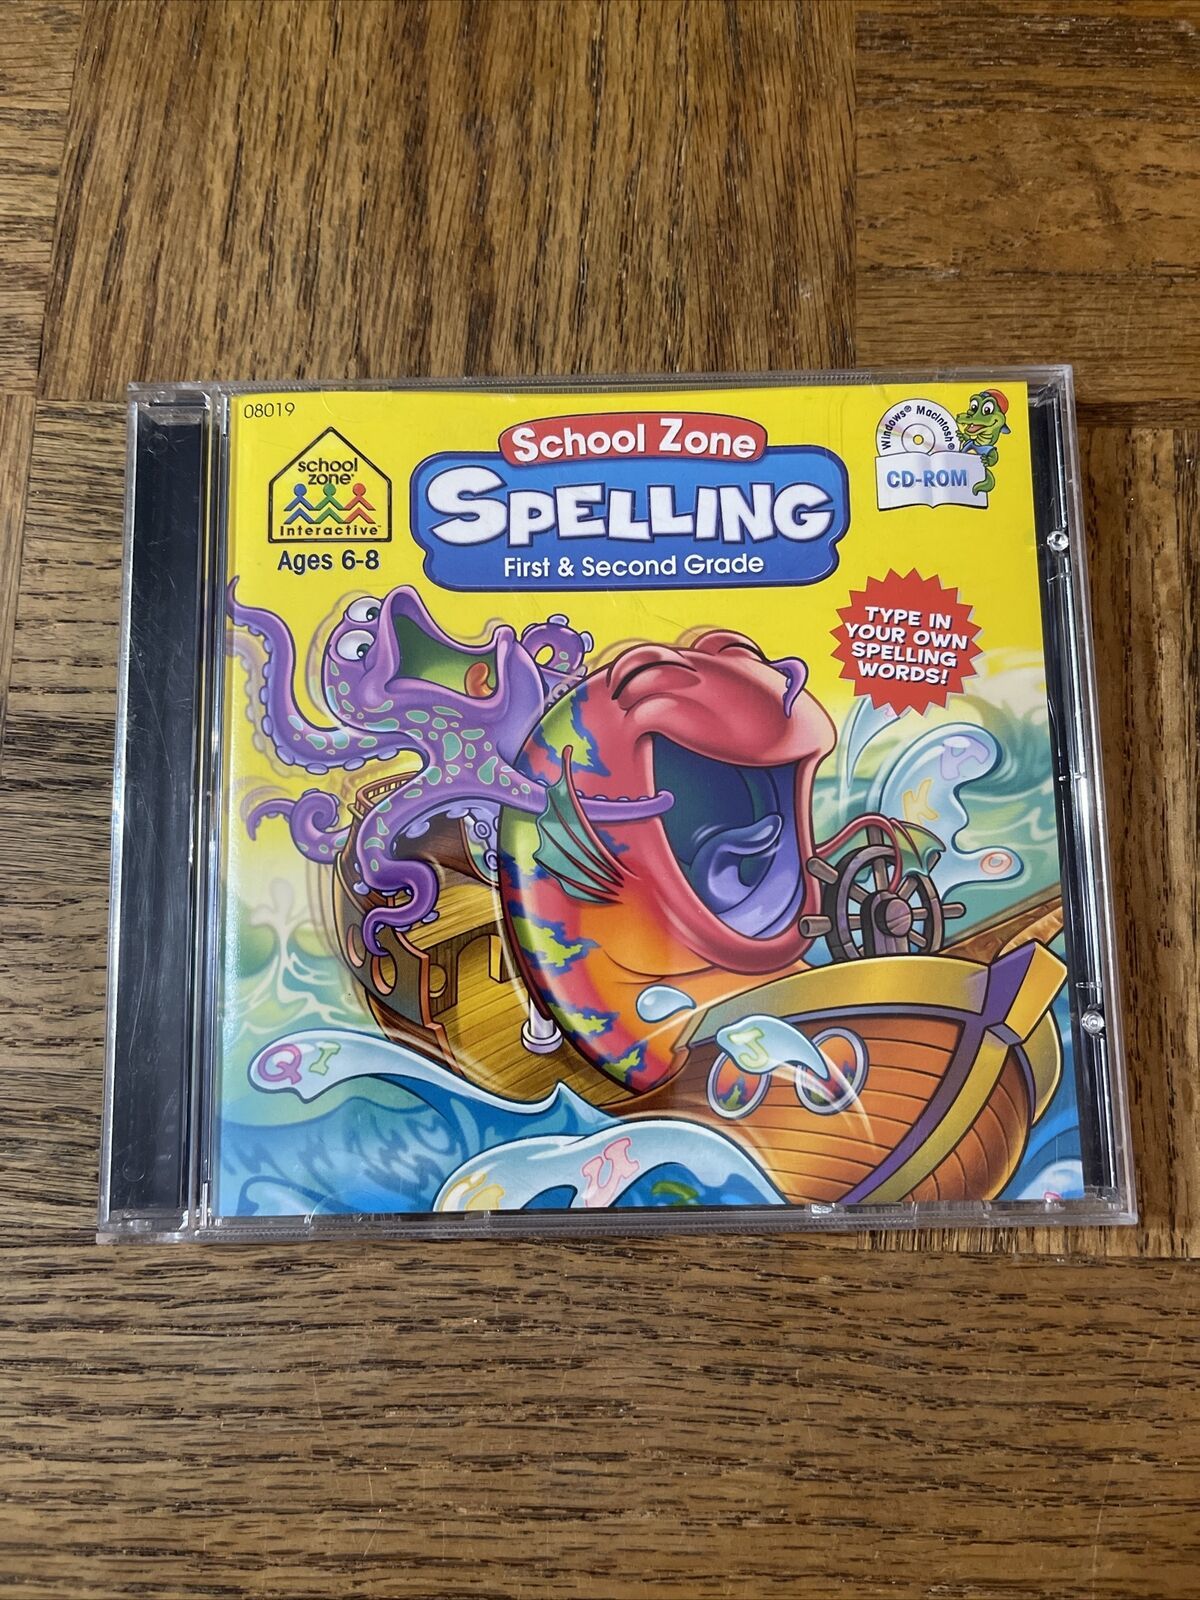 08019
school
zone®
Interactive™
Ages 6-8
School Zone
SPELLING
First & Second Grade
Windows® Macintosh®
CD-ROM
TYPE IN
YOUR OWN
SPELLING
WORDS!
A
K
O
Q I
J
U